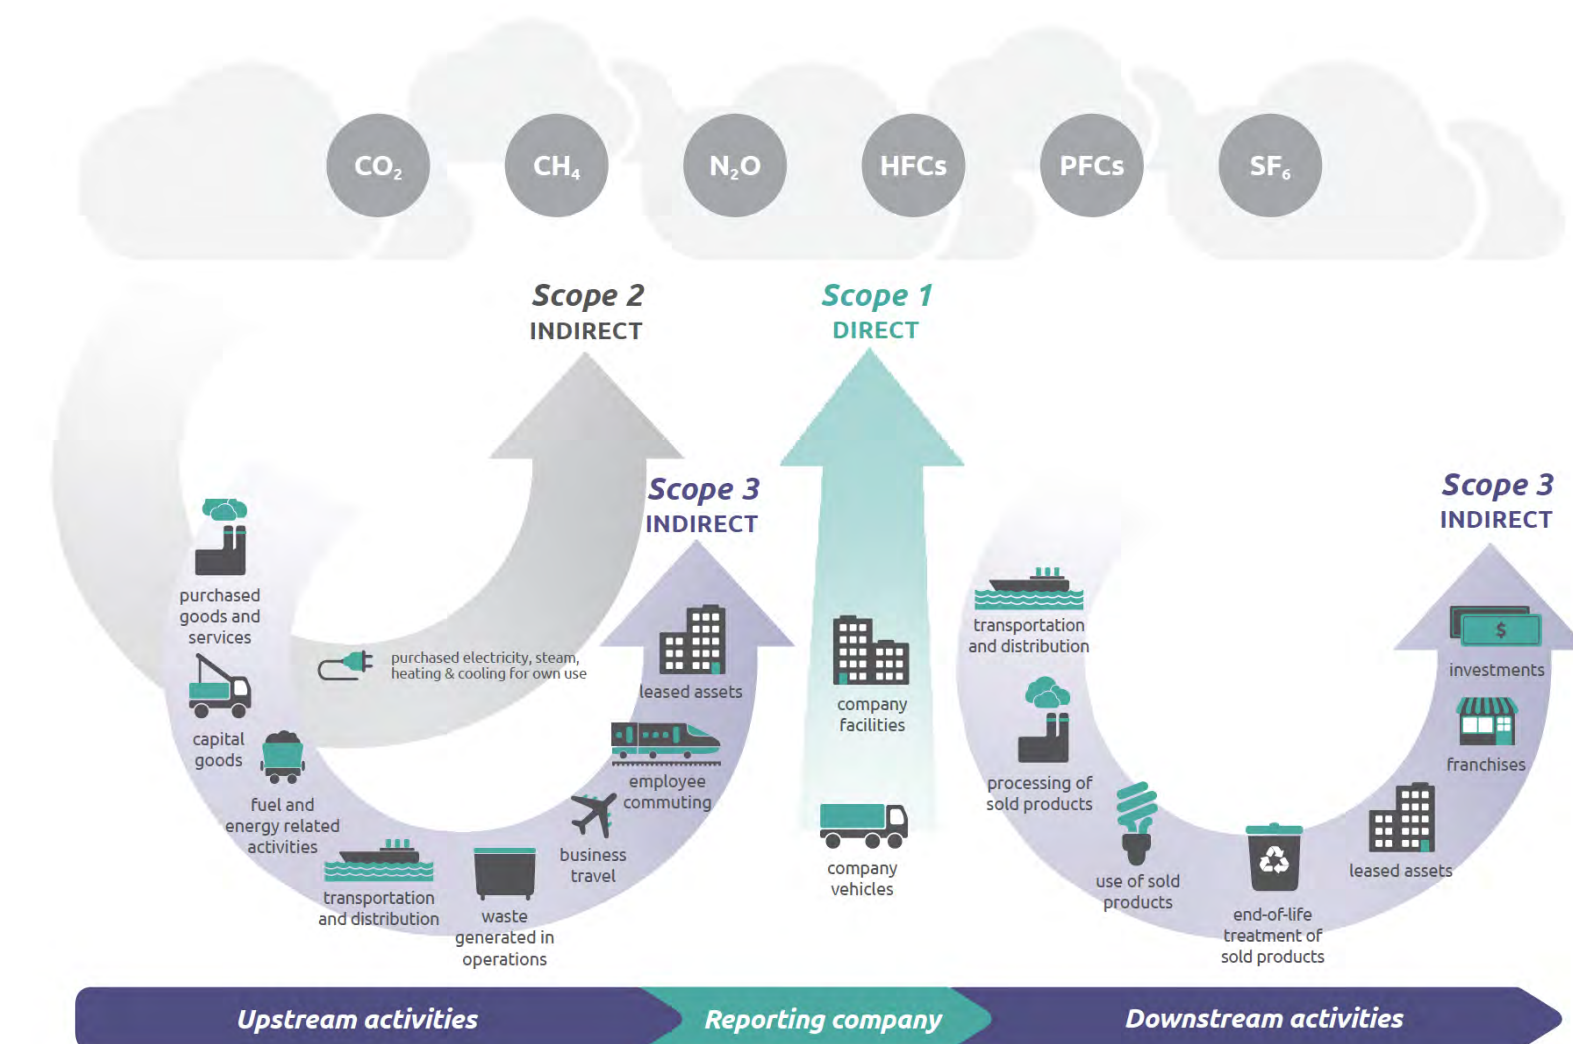 CO₂
CH₄
N₂O
HFCs
PFCs
SF₆
Scope 2
INDIRECT
Scope 1
DIRECT
Scope 3
INDIRECT
Scope 3
INDIRECT
purchased
goods and
services
capital
goods
fuel and
energy related
activities
transportation
and distribution
waste
generated in
operations
business
travel
employee
commuting
leased assets
purchased electricity, steam,
heating & cooling for own use
company
facilities
company
vehicles
transportation
and distribution
processing of
sold products
use of sold
products
end-of-life
treatment of
sold products
leased assets
franchises
investments
$
Upstream activities
Reporting company
Downstream activities